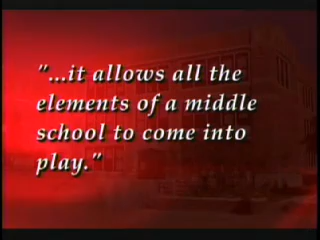 "...it allows all the
elements of a middle
school to come into
play."